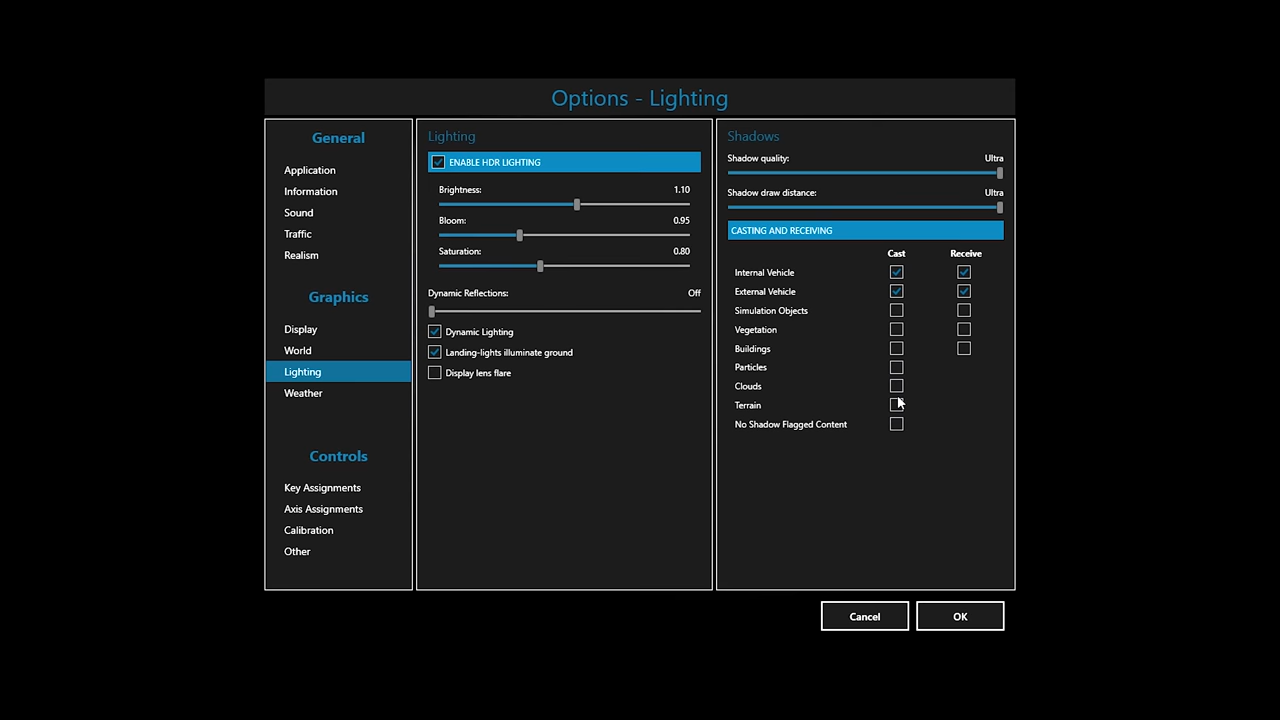 Options - Lighting
General
Application
Information
Sound
Traffic
Realism
Graphics
Display
World
Lighting
Weather
Controls
Key Assignments
Axis Assignments
Calibration
Other
Lighting
ENABLE HDR LIGHTING
Brightness: 1.10
Bloom: 0.95
Saturation: 0.80
Dynamic Reflections: Off
Dynamic Lighting
Landing-lights illuminate ground
Display lens flare
Shadows
Shadow quality: Ultra
Shadow draw distance: Ultra
CASTING AND RECEIVING
Cast Receive
Internal Vehicle
External Vehicle
Simulation Objects
Vegetation
Buildings
Particles
Clouds
Terrain
No Shadow Flagged Content
Cancel OK